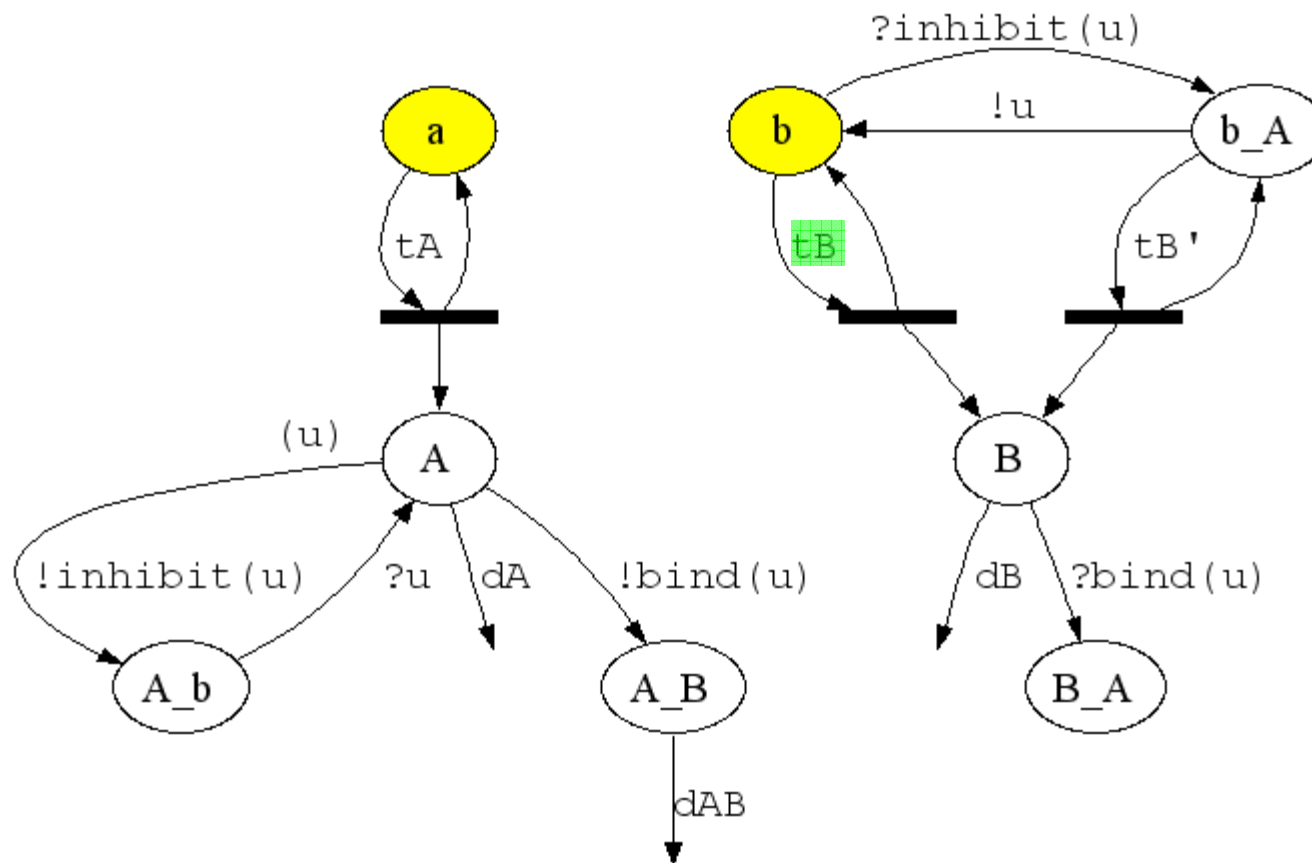 ?inhibit(u)
a
b
!u
b_A
tA
tB
tB'
(u)
A
B
!inhibit(u)
?u
dA
!bind(u)
dB
?bind(u)
A_b
A_B
B_A
dAB